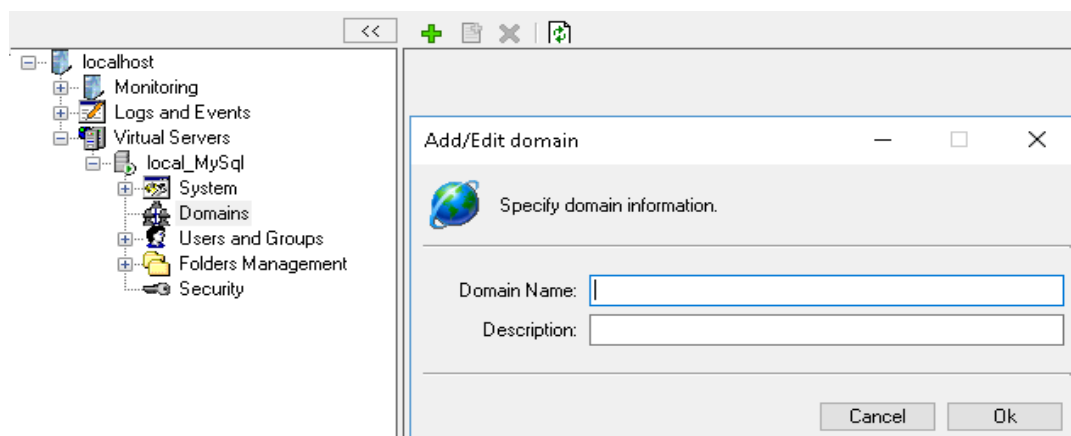 <<
localhost
Monitoring
Logs and Events
Virtual Servers
local_MySql
System
Domains
Users and Groups
Folders Management
Security
Add/Edit domain
Specify domain information.
Domain Name:
Description:
Cancel
Ok